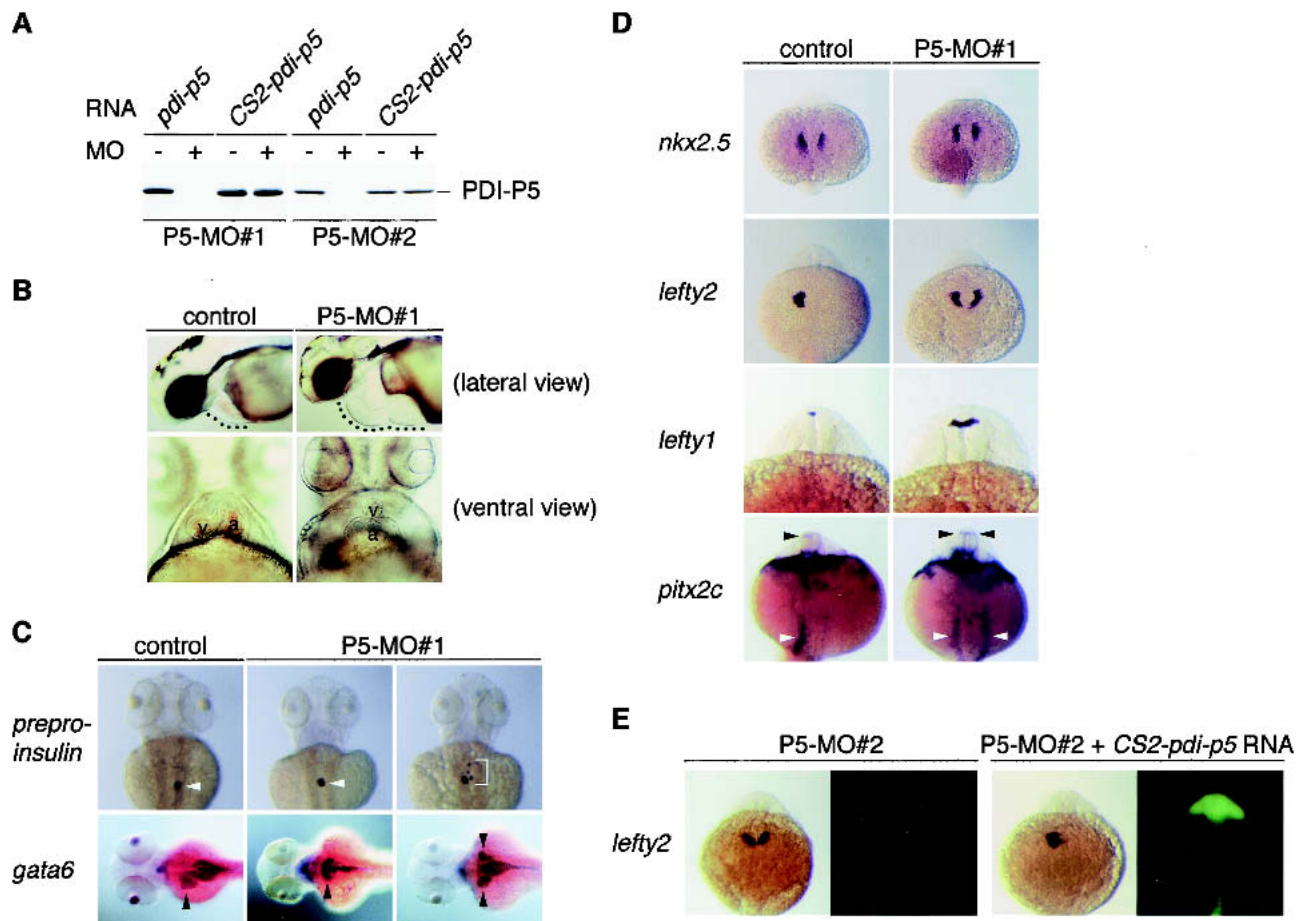 A
RNA pdi-p5 CS2-pdi-p5 pdi-p5 CS2-pdi-p5
MO - + - + - + - +
PDI-P5
P5-MO#1 P5-MO#2
B
control P5-MO#1
(lateral view)
v a v a
(ventral view)
C
control P5-MO#1
prepro-
insulin
gata6
D
control P5-MO#1
nkx2.5
lefty2
lefty1
pitx2c
E
P5-MO#2 P5-MO#2 + CS2-pdi-p5 RNA
lefty2